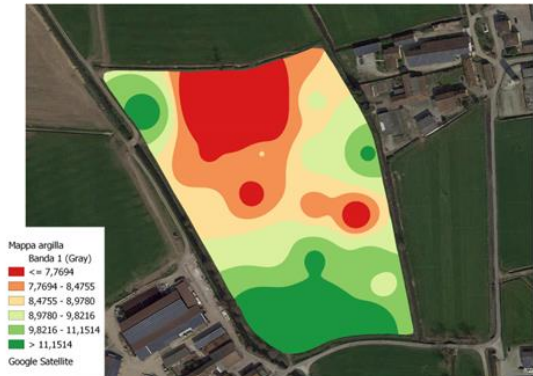 Mappa argilla
Banda 1 (Gray)
<= 7,7694
7,7694 - 8,4755
8,4755 - 8,9780
8,9780 - 9,8216
9,8216 - 11,1514
> 11,1514
Google Satellite